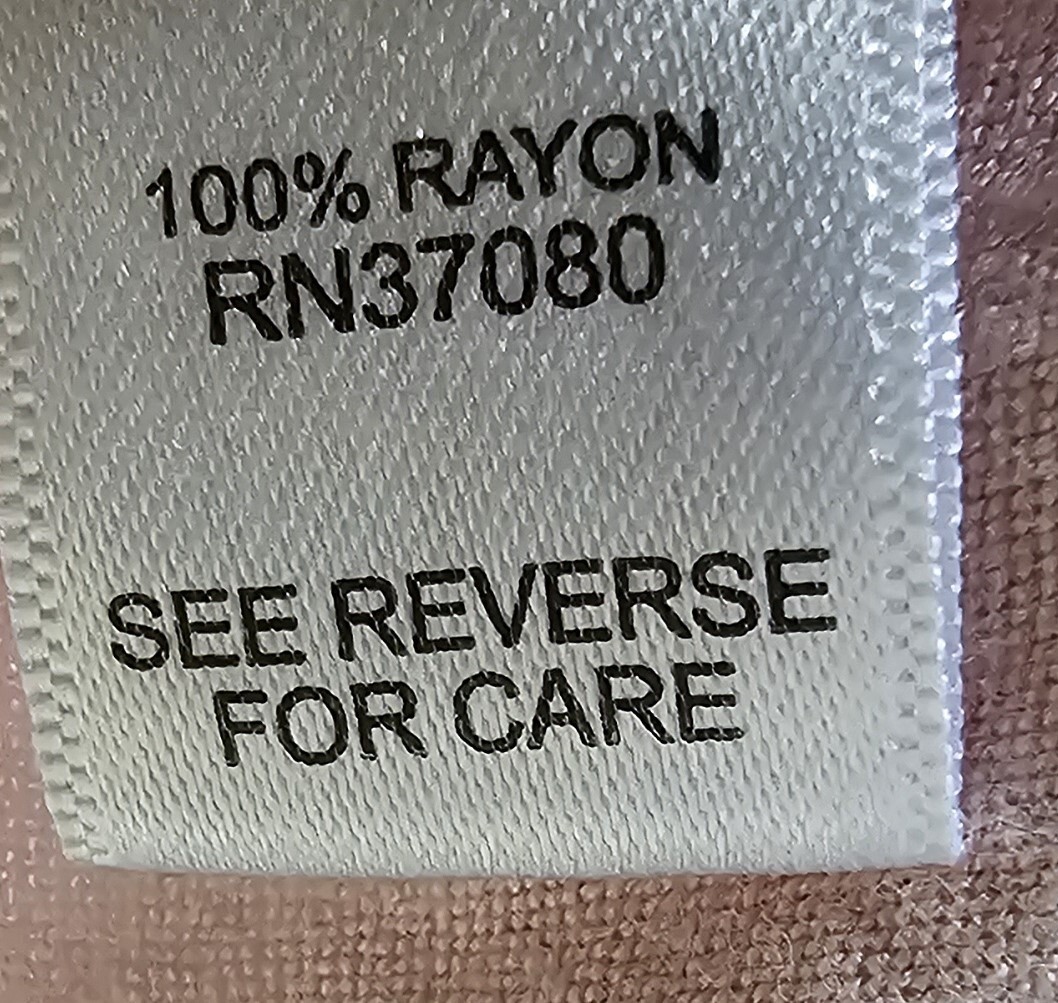 100% RAYON
RN37080
SEE REVERSE
FOR CARE